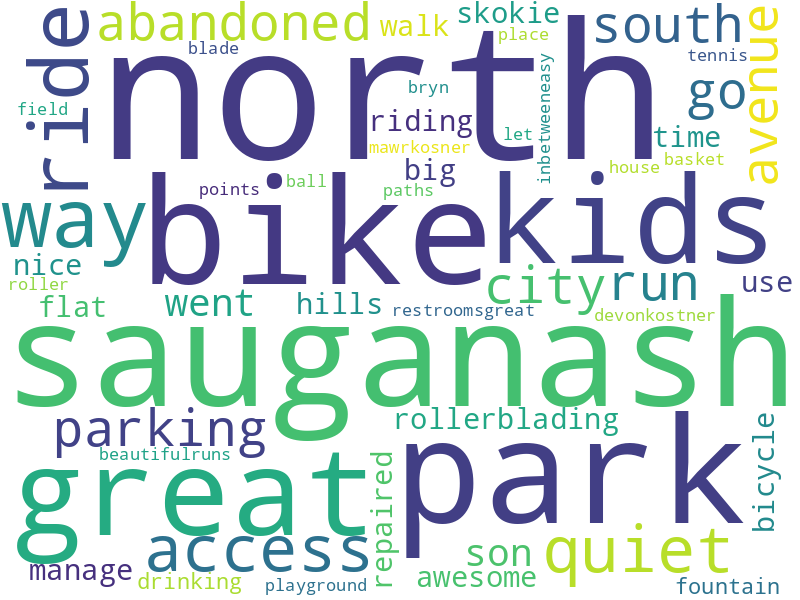 abandoned
walk
skokie
place
south
avenue
ride
blade
north
tennis
field
bryn
riding
let
inbetweeneasy
go
time
mawrkosner
big
house
basket
points
ball
paths
way
bike
kids
nice
roller
flat
went
hills
city
run
use
restroomsgreat
devonkostner
sauganash
parking
rollerblading
beautifulruns
great
repaired
park
bicycle
access
son
quiet
manage
drinking
playground
awesome
fountain